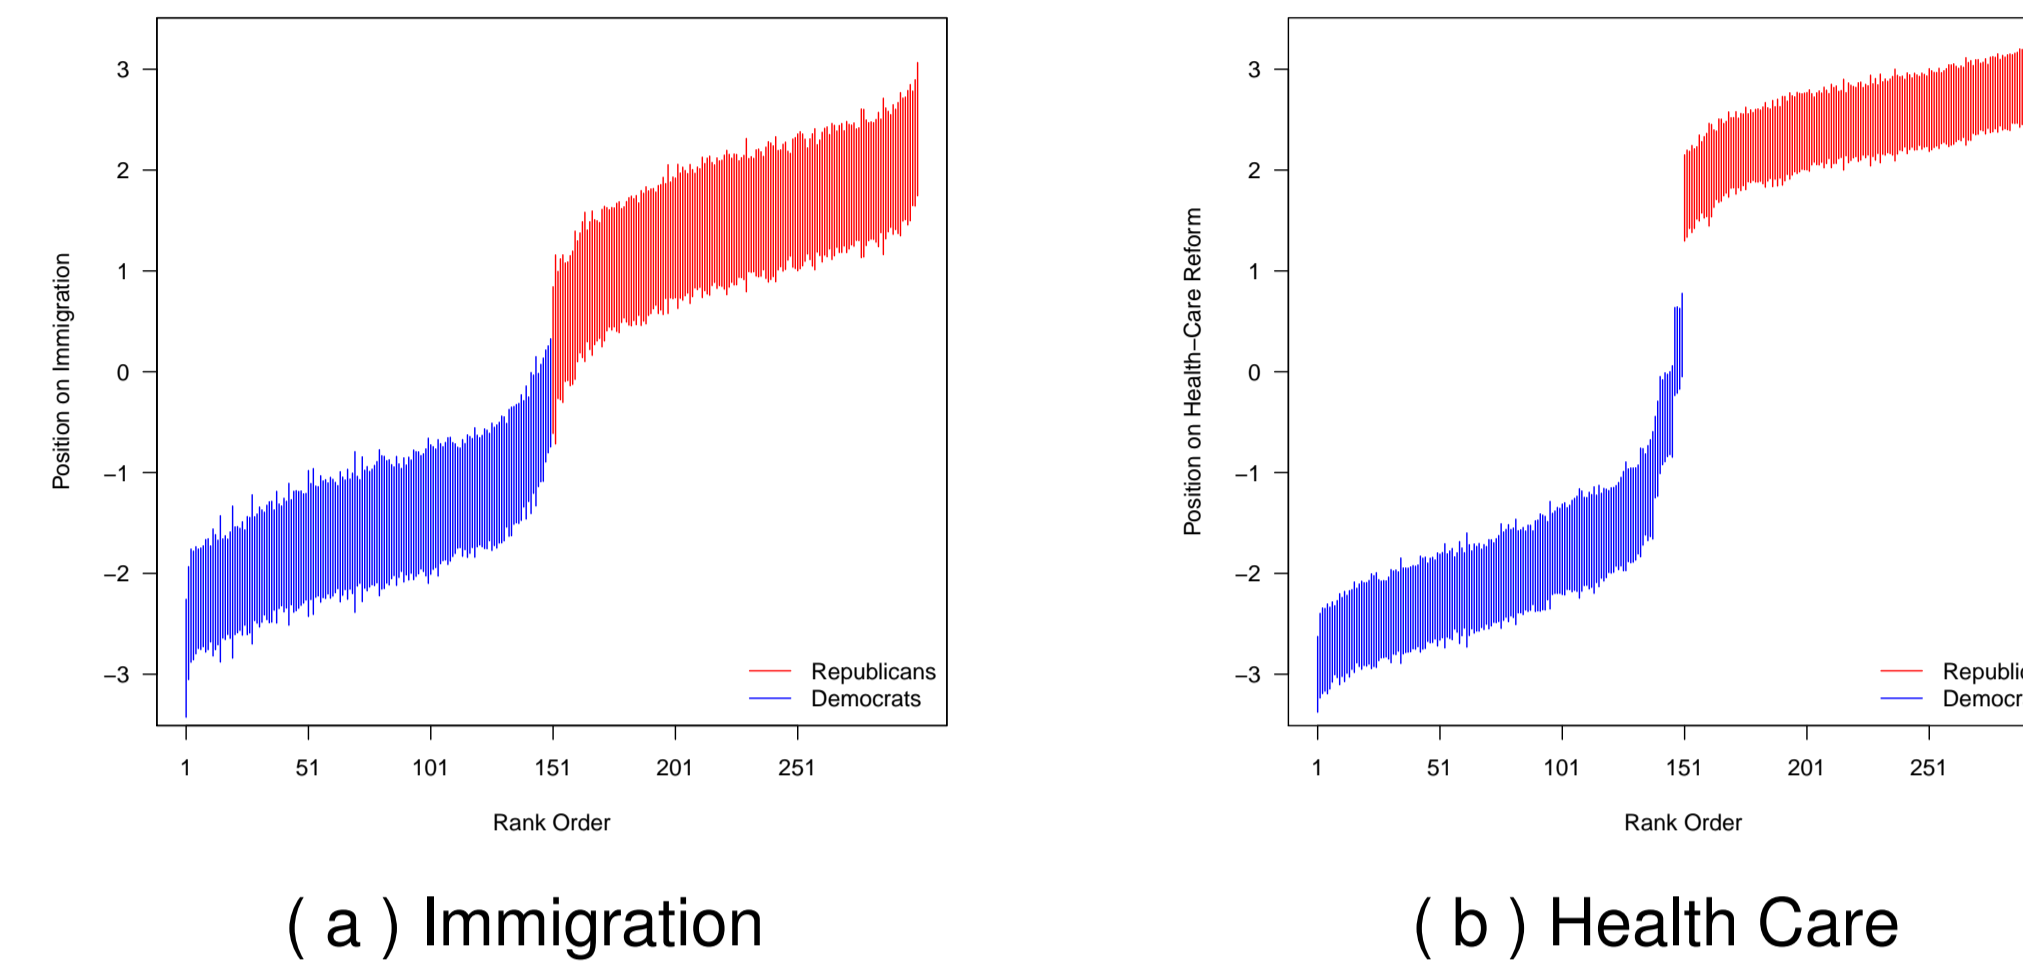 3
2
1
0
−1
−2
−3
Position on Immigration
Republicans
Democrats
1 51 101 151 201 251
Rank Order
( a ) Immigration
3
2
1
0
−1
−2
−3
Position on Health−Care Reform
Republic
Democr
1 51 101 151 201 251
Rank Order
( b ) Health Care